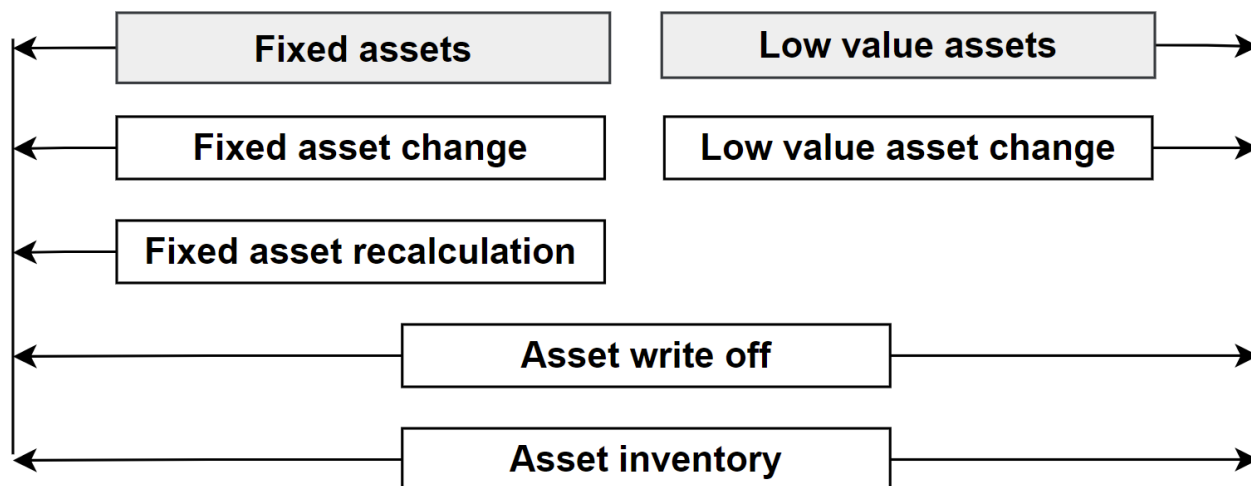 Fixed assets
Low value assets
Fixed asset change
Low value asset change
Fixed asset recalculation
Asset write off
Asset inventory